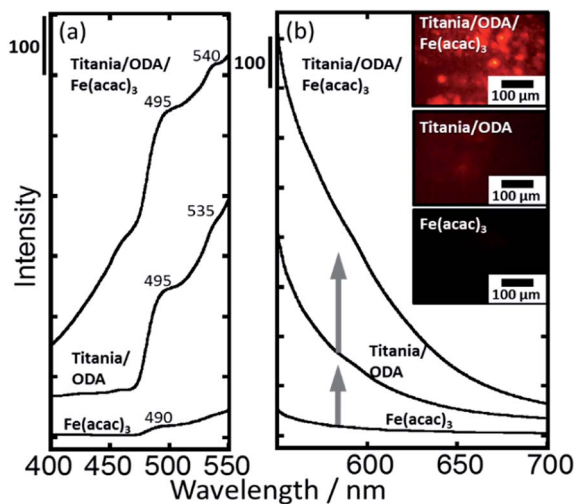 100
(a)
Titania/ODA/
Fe(acac)₃
540
495
535
495
Titania/
ODA
Fe(acac)₃
490
Intensity
400
450
500
550
(b)
100
Titania/ODA/
Fe(acac)₃
Titania/ODA/
Fe(acac)₃
100 µm
Titania/ODA
100 µm
Fe(acac)₃
100 µm
Titania/
ODA
Fe(acac)₃
600
650
700
Wavelength / nm